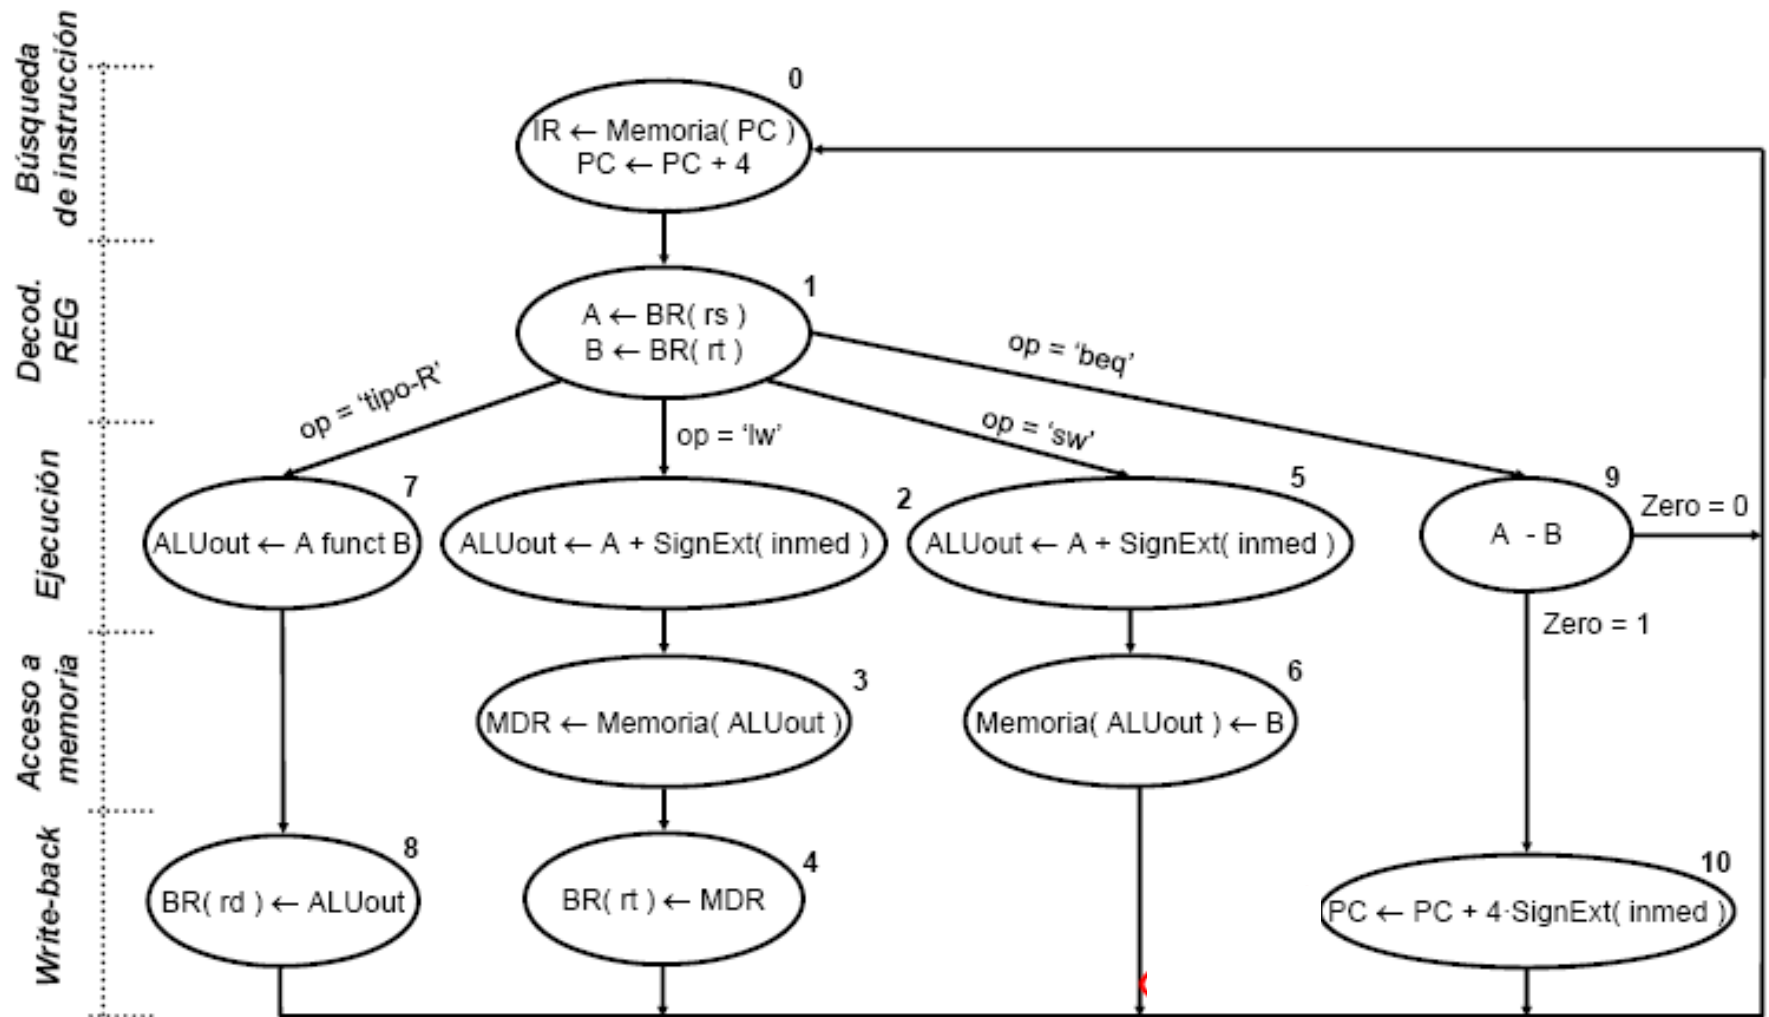 Búsqueda
de instrucción
0
IR ← Memoria( PC )
PC ← PC + 4
Decod.
REG
1
A ← BR( rs )
B ← BR( rt )
op = ‘tipo-R’
op = ‘lw’
op = ‘sw’
op = ‘beq’
Ejecución
7
ALUout ← A funct B
2
ALUout ← A + SignExt( inmed )
5
ALUout ← A + SignExt( inmed )
9
A - B
Zero = 0
Zero = 1
Acceso a
memoria
3
MDR ← Memoria( ALUout )
6
Memoria( ALUout ) ← B
Write-back
8
BR( rd ) ← ALUout
4
BR( rt ) ← MDR
10
PC ← PC + 4·SignExt( inmed )